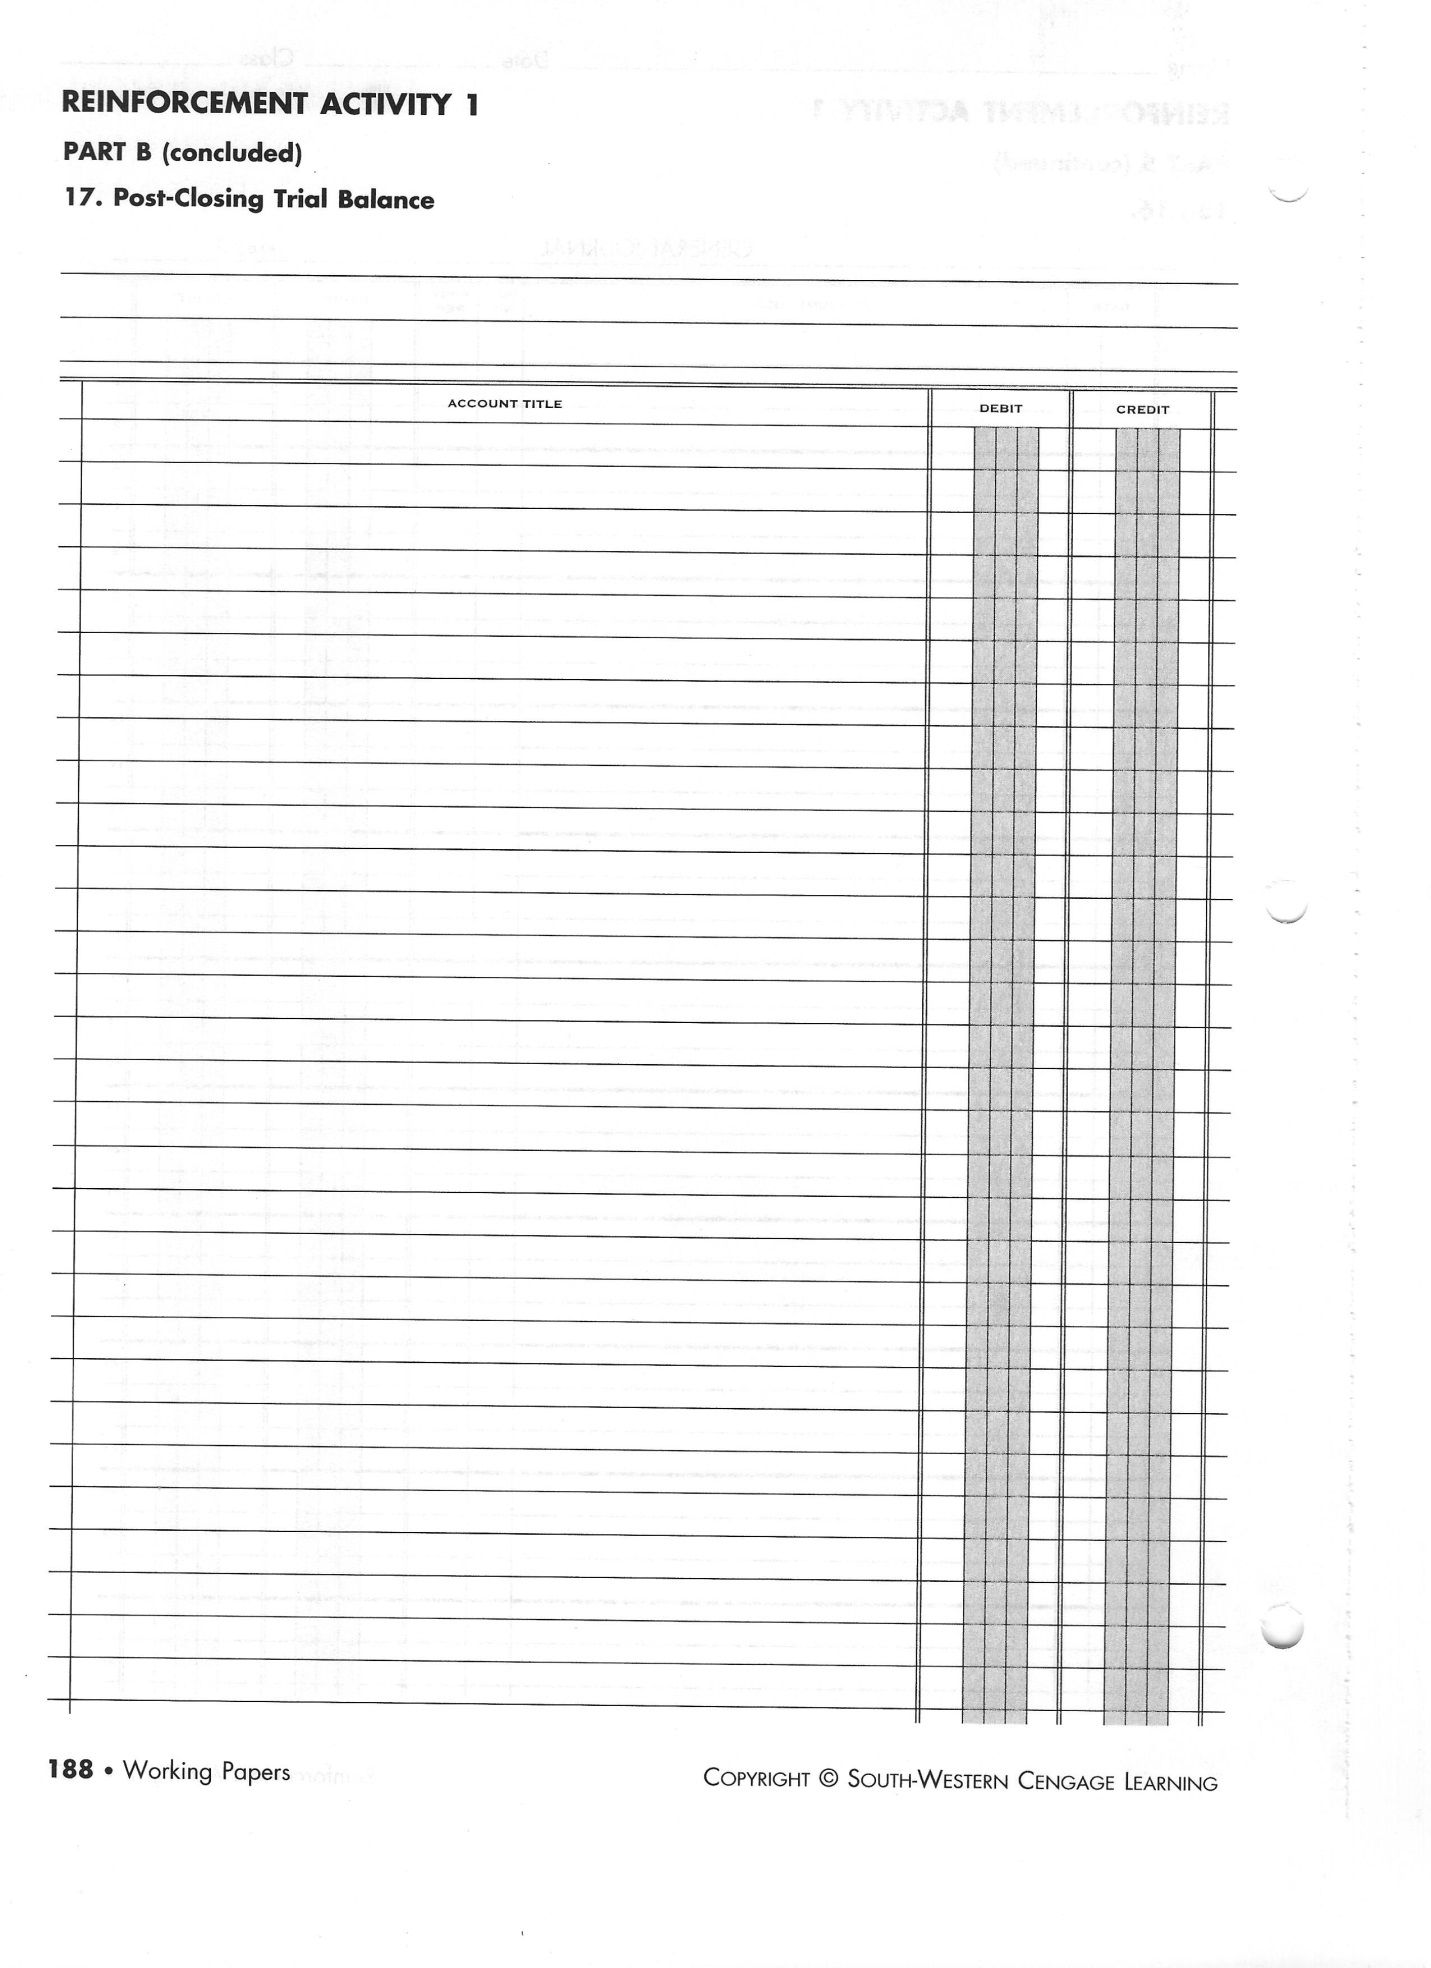 REINFORCEMENT ACTIVITY 1
PART B (concluded)
17. Post-Closing Trial Balance
ACCOUNT TITLE DEBIT CREDIT
188 • Working Papers COPYRIGHT © SOUTH-WESTERN CENGAGE LEARNING